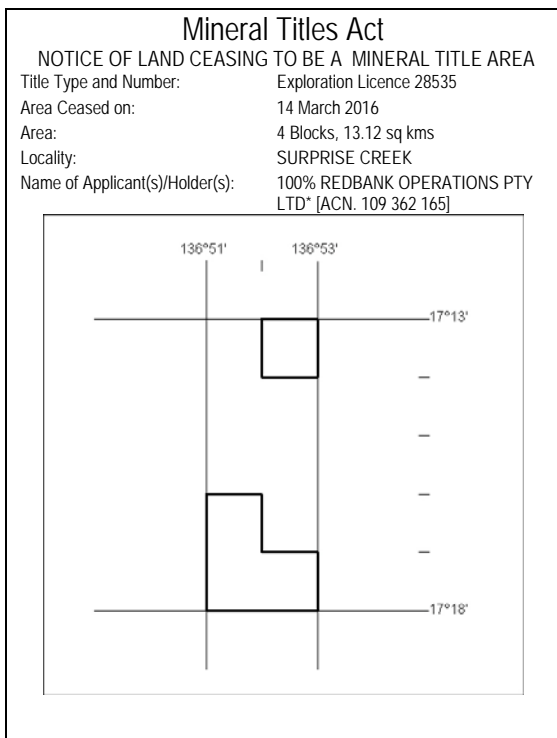 Mineral Titles Act
NOTICE OF LAND CEASING TO BE A MINERAL TITLE AREA
Title Type and Number: Exploration Licence 28535
Area Ceased on: 14 March 2016
Area: 4 Blocks, 13.12 sq kms
Locality: SURPRISE CREEK
Name of Applicant(s)/Holder(s): 100% REDBANK OPERATIONS PTY
LTD* [ACN. 109 362 165]
136°51' 136°53'
17°13'
17°18'